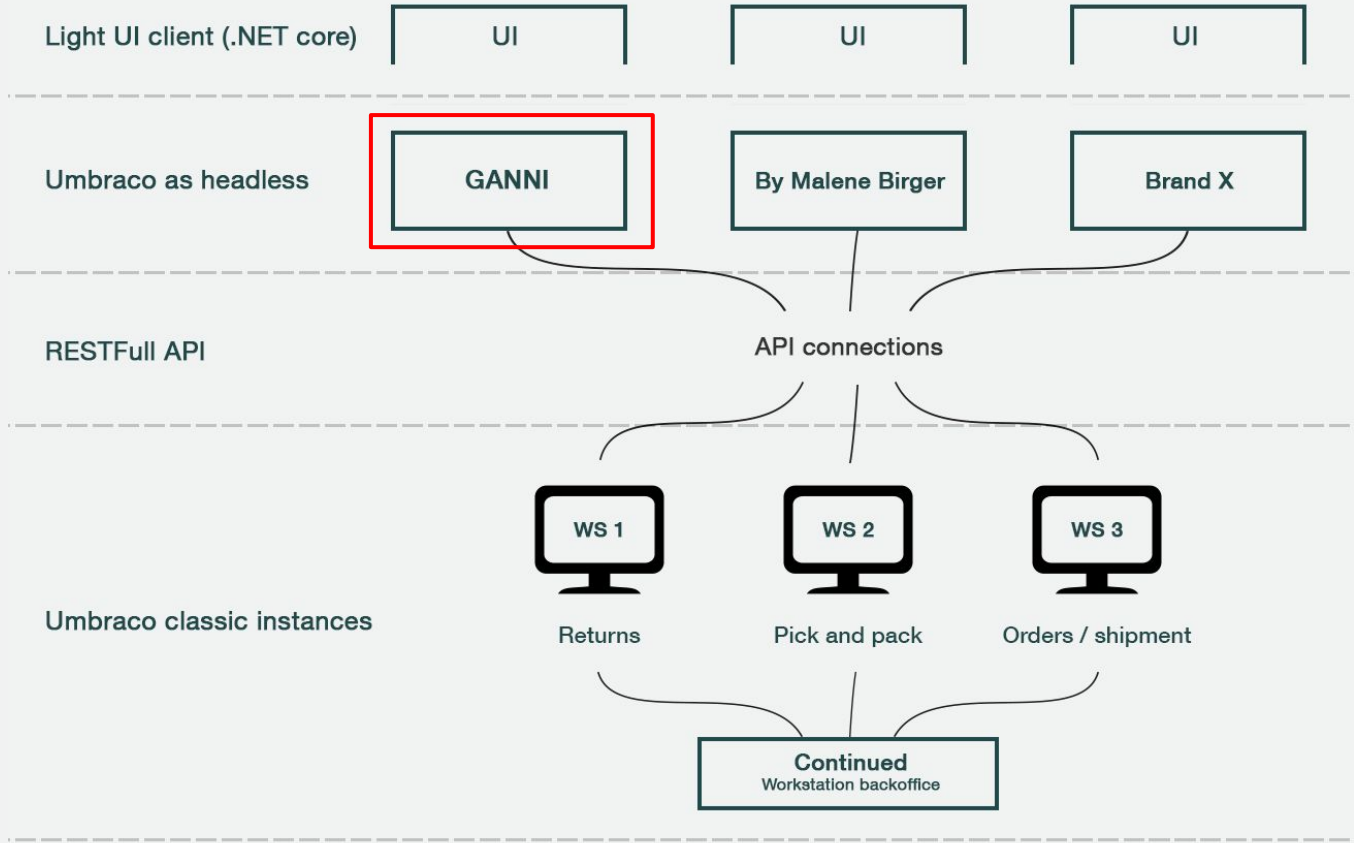 Light UI client (.NET core)
UI
UI
UI
Umbraco as headless
GANNI
By Malene Birger
Brand X
RESTFull API
API connections
WS 1
WS 2
WS 3
Umbraco classic instances
Returns
Pick and pack
Orders / shipment
Continued
Workstation backoffice